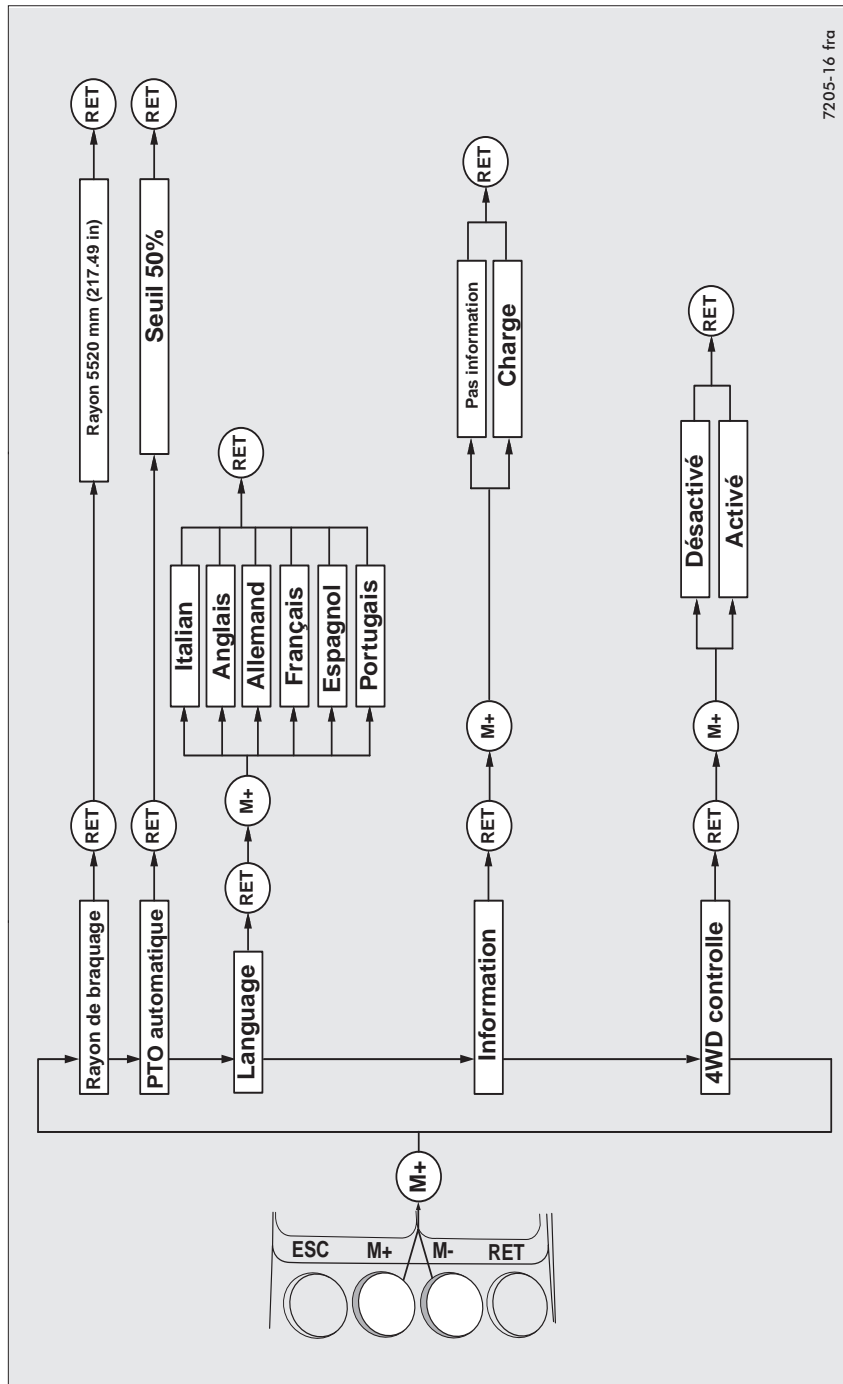 Rayon de braquage
RET
Rayon 5520 mm (217.49 in)
RET
PTO automatique
RET
Seuil 50%
RET
Language
RET
M+
Italian
Anglais
Allemand
Français
Espagnol
Portugais
RET
Information
RET
M+
Pas information
Charge
RET
4WD controlle
RET
M+
Désactivé
Activé
RET
M+
ESC
M+
M-
RET
7205-16 fra